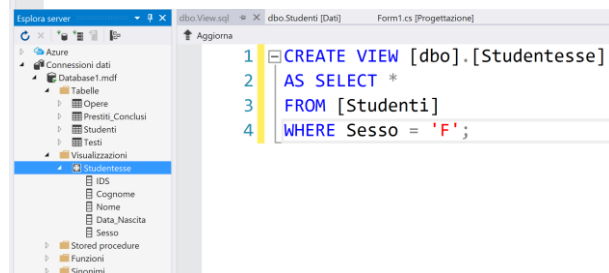 Esplora server
dbo.View.sql
dbo.Studenti [Dati]
Form1.cs [Progettazione]
Aggiorna
Azure
Connessioni dati
Database1.mdf
Tabelle
Opere
Prestiti_Conclusi
Studenti
Testi
Visualizzazioni
Studentesse
IDS
Cognome
Nome
Data_Nascita
Sesso
Stored procedure
Funzioni
Sinonimi
1 CREATE VIEW [dbo].[Studentesse]
2 AS SELECT *
3 FROM [Studenti]
4 WHERE Sesso = 'F';